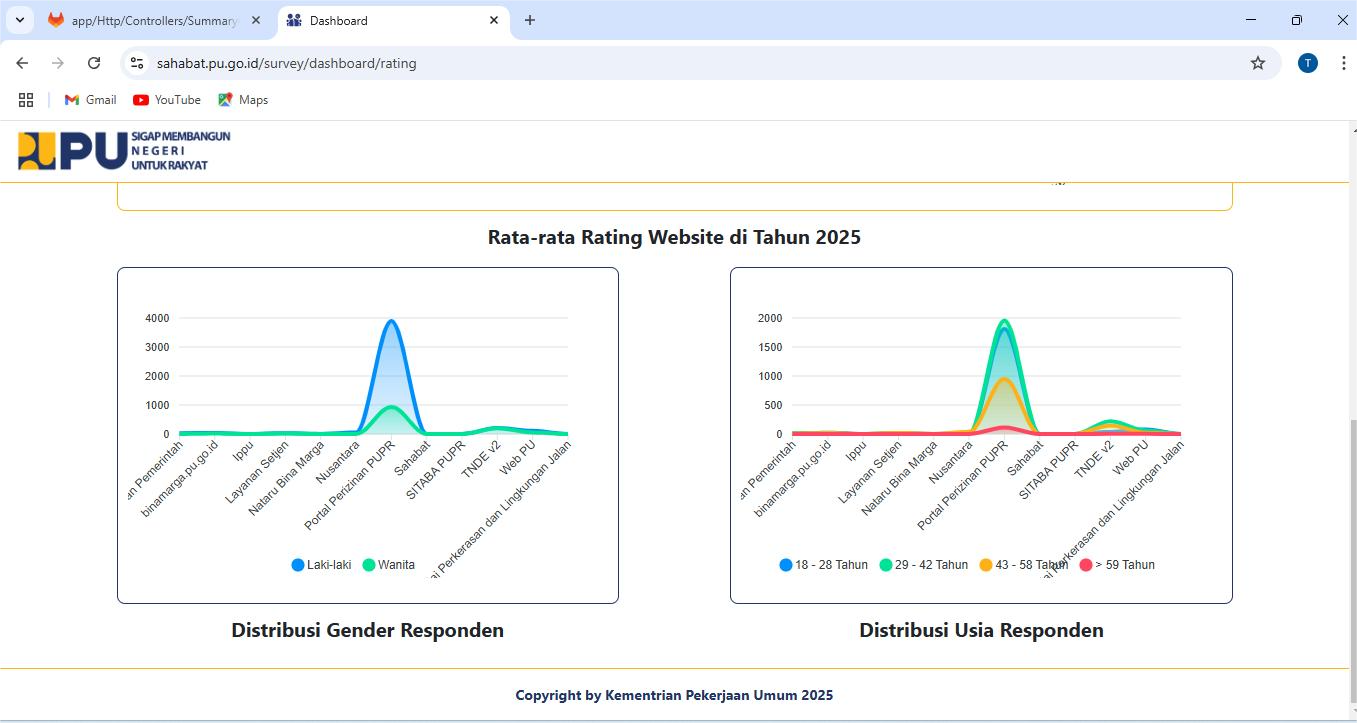 app/Http/Controllers/Summary
Dashboard
sahabat.pu.go.id/survey/dashboard/rating
T
Gmail
YouTube
Maps
PU
SIGAP MEMBANGUN
NEGERI
UNTUK RAKYAT
Rata-rata Rating Website di Tahun 2025
4000
3000
2000
1000
0
an Pemerintah
binamarga.pu.go.id
Ippu
Layanan Setjen
Nataru Bina Marga
Nusantara
Portal Perizinan PUPR
Sahabat
SITABA PUPR
TNDE v2
Web PU
ai Perkerasan dan Lingkungan Jalan
Laki-laki
Wanita
2000
1500
1000
500
0
an Pemerintah
binamarga.pu.go.id
Ippu
Layanan Setjen
Nataru Bina Marga
Nusantara
Portal Perizinan PUPR
Sahabat
SITABA PUPR
TNDE v2
Web PU
ai Perkerasan dan Lingkungan Jalan
18 - 28 Tahun
29 - 42 Tahun
43 - 58 Tahun
> 59 Tahun
Distribusi Gender Responden
Distribusi Usia Responden
Copyright by Kementrian Pekerjaan Umum 2025